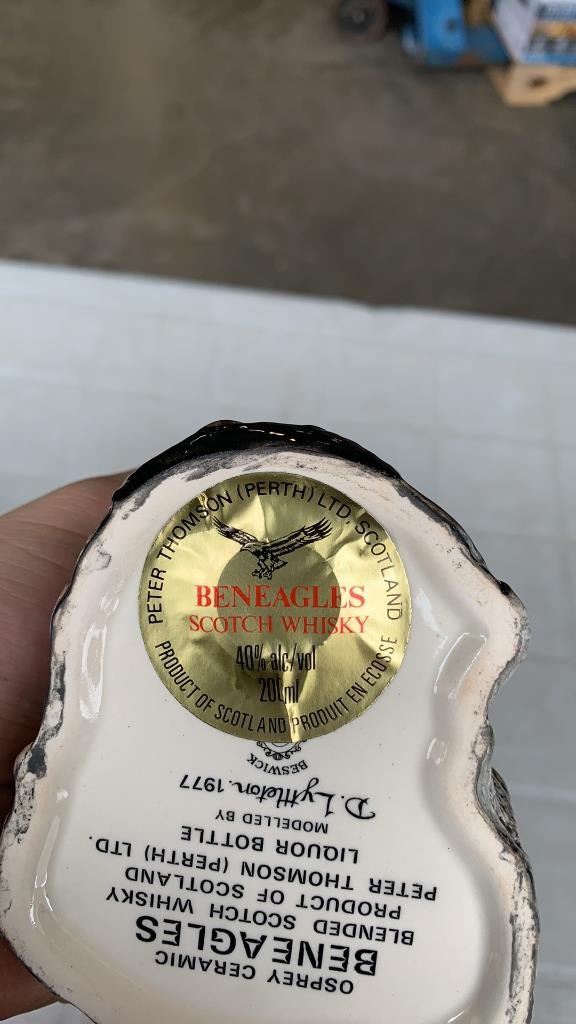 PETER THOMSON (PERTH) LTD. SCOTLAND
BENEAGLES
SCOTCH WHISKY
40% alc/vol
200ml
PRODUCT OF SCOTLAND PRODUIT EN ECOSSE
OSPREY CERAMIC
BENEAGLES
BLENDED SCOTCH WHISKY
PRODUCT OF SCOTLAND
PETER THOMSON (PERTH) LTD.
LIQUOR BOTTLE
MODELLED BY
D. Lyttleton. 1977
BESWICK